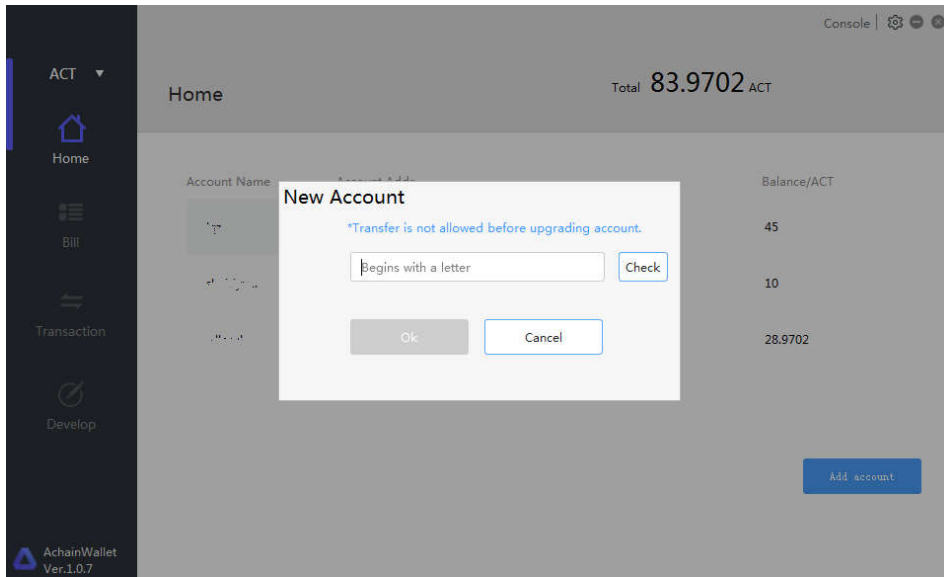 Console
ACT
Total 83.9702 ACT
Home
Home
Account Name
Balance/ACT
New Account
*Transfer is not allowed before upgrading account.
45
Bill
Begins with a letter
Check
10
Transaction
Ok
Cancel
28.9702
Develop
Add account
AchainWallet
Ver.1.0.7